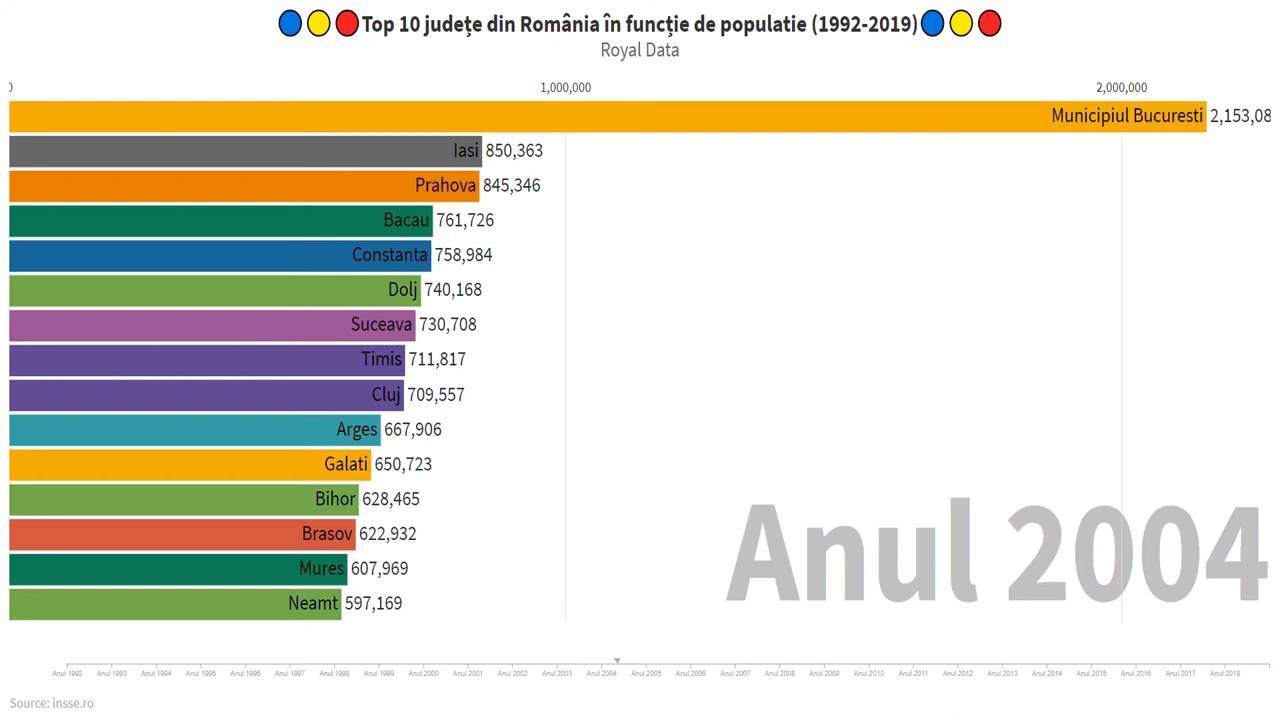 Top 10 județe din România în funcție de populatie (1992-2019)
Royal Data
0 1,000,000 2,000,000
Municipiul Bucuresti 2,153,08
Iasi 850,363
Prahova 845,346
Bacau 761,726
Constanta 758,984
Dolj 740,168
Suceava 730,708
Timis 711,817
Cluj 709,557
Arges 667,906
Galati 650,723
Bihor 628,465
Brasov 622,932
Mures 607,969
Neamt 597,169
Anul 2004
Anul 1992 Anul 1993 Anul 1994 Anul 1995 Anul 1996 Anul 1997 Anul 1998 Anul 1999 Anul 2000 Anul 2001 Anul 2002 Anul 2003 Anul 2004 Anul 2005 Anul 2006 Anul 2007 Anul 2008 Anul 2009 Anul 2010 Anul 2011 Anul 2012 Anul 2013 Anul 2014 Anul 2015 Anul 2016 Anul 2017 Anul 2018
Source: insse.ro